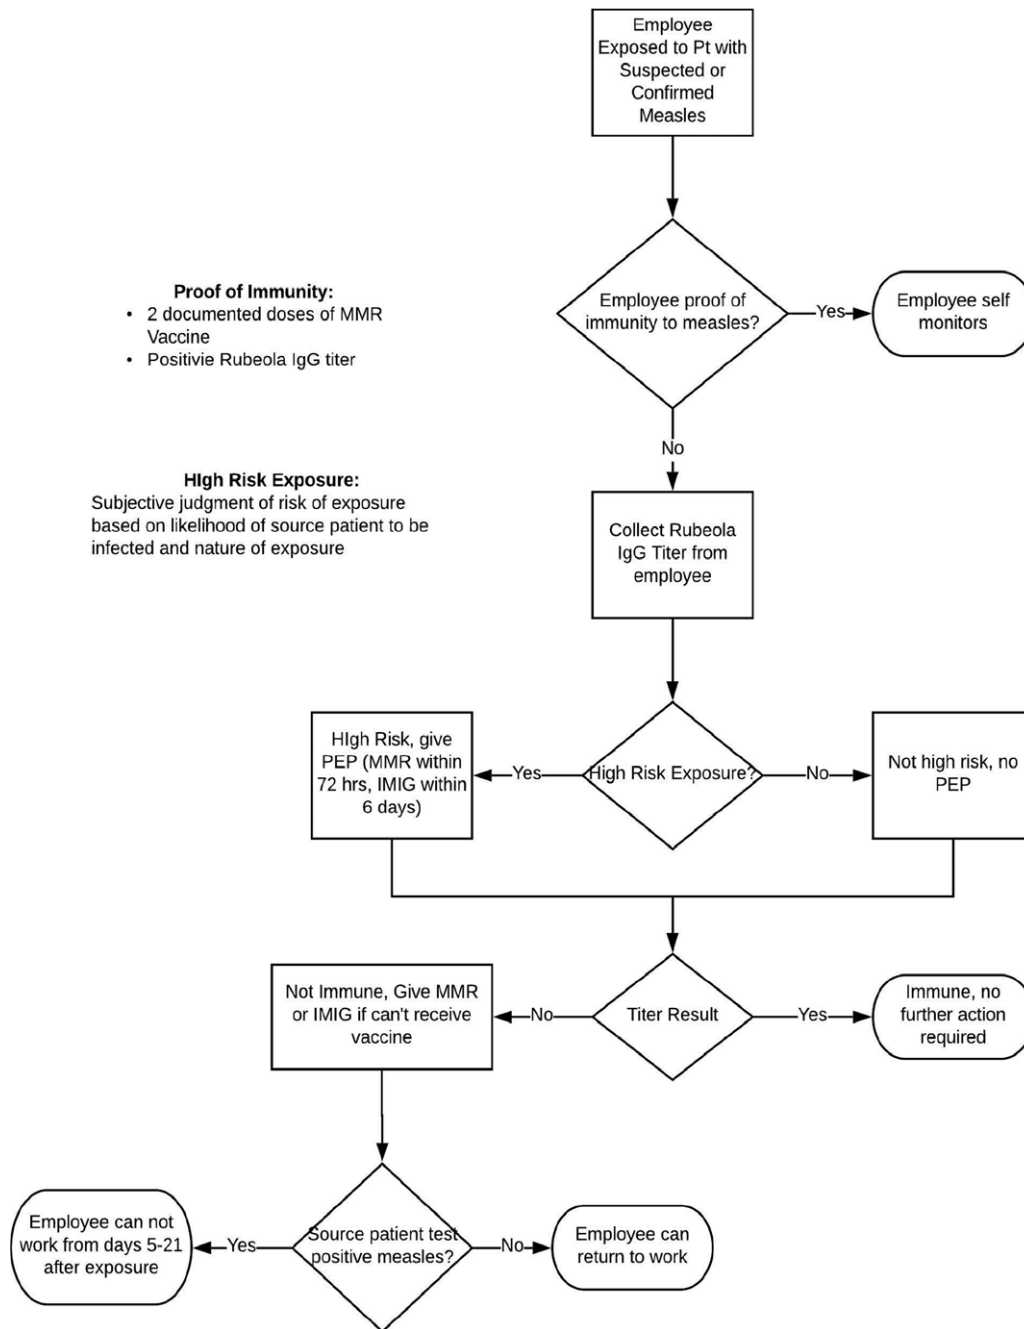 Employee
Exposed to Pt with
Suspected or
Confirmed
Measles
Proof of Immunity:
• 2 documented doses of MMR
Vaccine
• Positivie Rubeola IgG titer
Employee proof of
immunity to measles?
Yes
Employee self
monitors
No
HIgh Risk Exposure:
Subjective judgment of risk of exposure
based on likelihood of source patient to be
infected and nature of exposure
Collect Rubeola
IgG Titer from
employee
HIgh Risk, give
PEP (MMR within
72 hrs, IMIG within
6 days)
Yes
High Risk Exposure?
No
Not high risk, no
PEP
Not Immune, Give MMR
or IMIG if can't receive
vaccine
No
Titer Result
Yes
Immune, no
further action
required
Employee can not
work from days 5-21
after exposure
Yes
Source patient test
positive measles?
No
Employee can
return to work